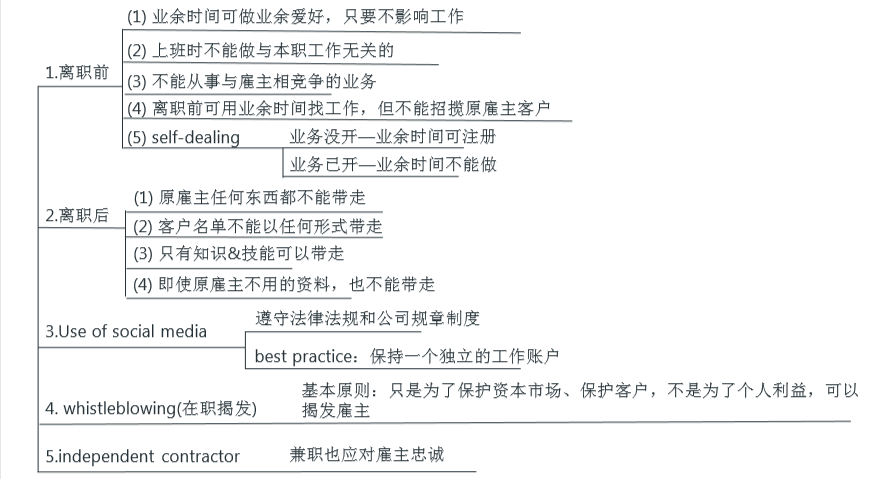 1.离职前
(1) 业余时间可做业余爱好，只要不影响工作
(2) 上班时不能做与本职工作无关的
(3) 不能从事与雇主相竞争的业务
(4) 离职前可用业余时间找工作，但不能招揽原雇主客户
(5) self-dealing
业务没开—业余时间可注册
业务已开—业余时间不能做
2.离职后
(1) 原雇主任何东西都不能带走
(2) 客户名单不能以任何形式带走
(3) 只有知识&技能可以带走
(4) 即使原雇主不用的资料，也不能带走
3.Use of social media
遵守法律法规和公司规章制度
best practice：保持一个独立的工作账户
4. whistleblowing(在职揭发)
基本原则：只是为了保护资本市场、保护客户，不是为了个人利益，可以
揭发雇主
5.independent contractor
兼职也应对雇主忠诚